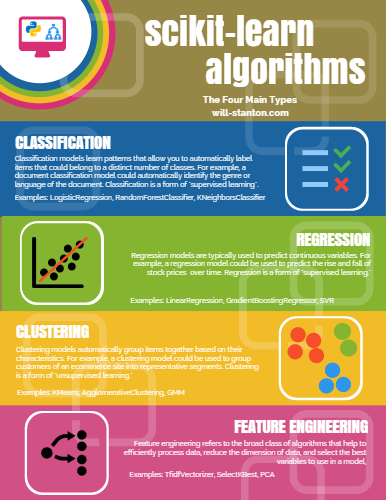 scikit-learn
algorithms
The Four Main Types
will-stanton.com
CLASSIFICATION
Classification models learn patterns that allow you to automatically label
items that could belong to a distinct number of classes. For example, a
document classification model could automatically identify the genre or
language of the document. Classification is a form of "supervised learning".
Examples: LogisticRegression, RandomForestClassifier, KNeighborsClassifier
REGRESSION
Regression models are typically used to predict continuous variables. For
example, a regression model could be used to predict the rise and fall of
stock prices over time. Regression is a form of "supervised learning."
Examples: LinearRegression, GradientBoostingRegressor, SVR
CLUSTERING
Clustering models automatically group items together based on their
characteristics. For example, a clustering model could be used to group
customers of an ecommerce site into representative segments. Clustering
is a form of "unsupervised learning."
Examples: KMeans, AgglomerativeClustering, GMM
FEATURE ENGINEERING
Feature engineering refers to the broad class of algorithms that help to
efficiently process data, reduce the dimension of data, and select the best
variables to use in a model,
Examples: TfidfVectorizer, SelectKBest, PCA